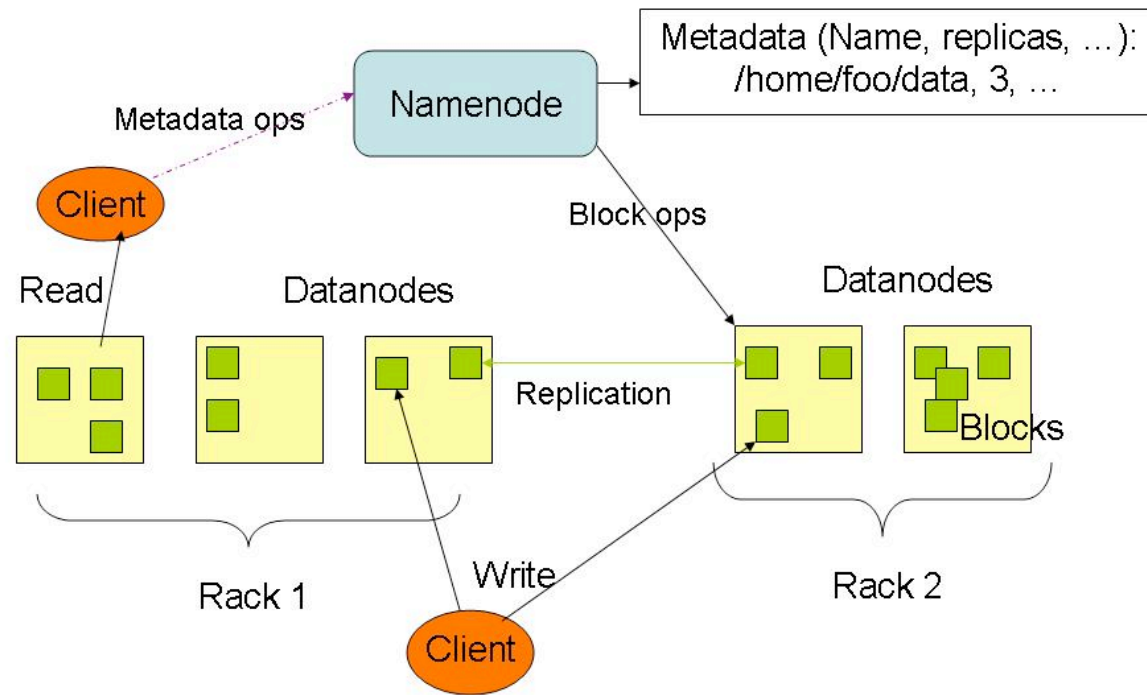 Metadata (Name, replicas, …):
/home/foo/data, 3, …
Namenode
Metadata ops
Client
Block ops
Read
Datanodes
Datanodes
Replication
Blocks
Rack 1
Write
Rack 2
Client